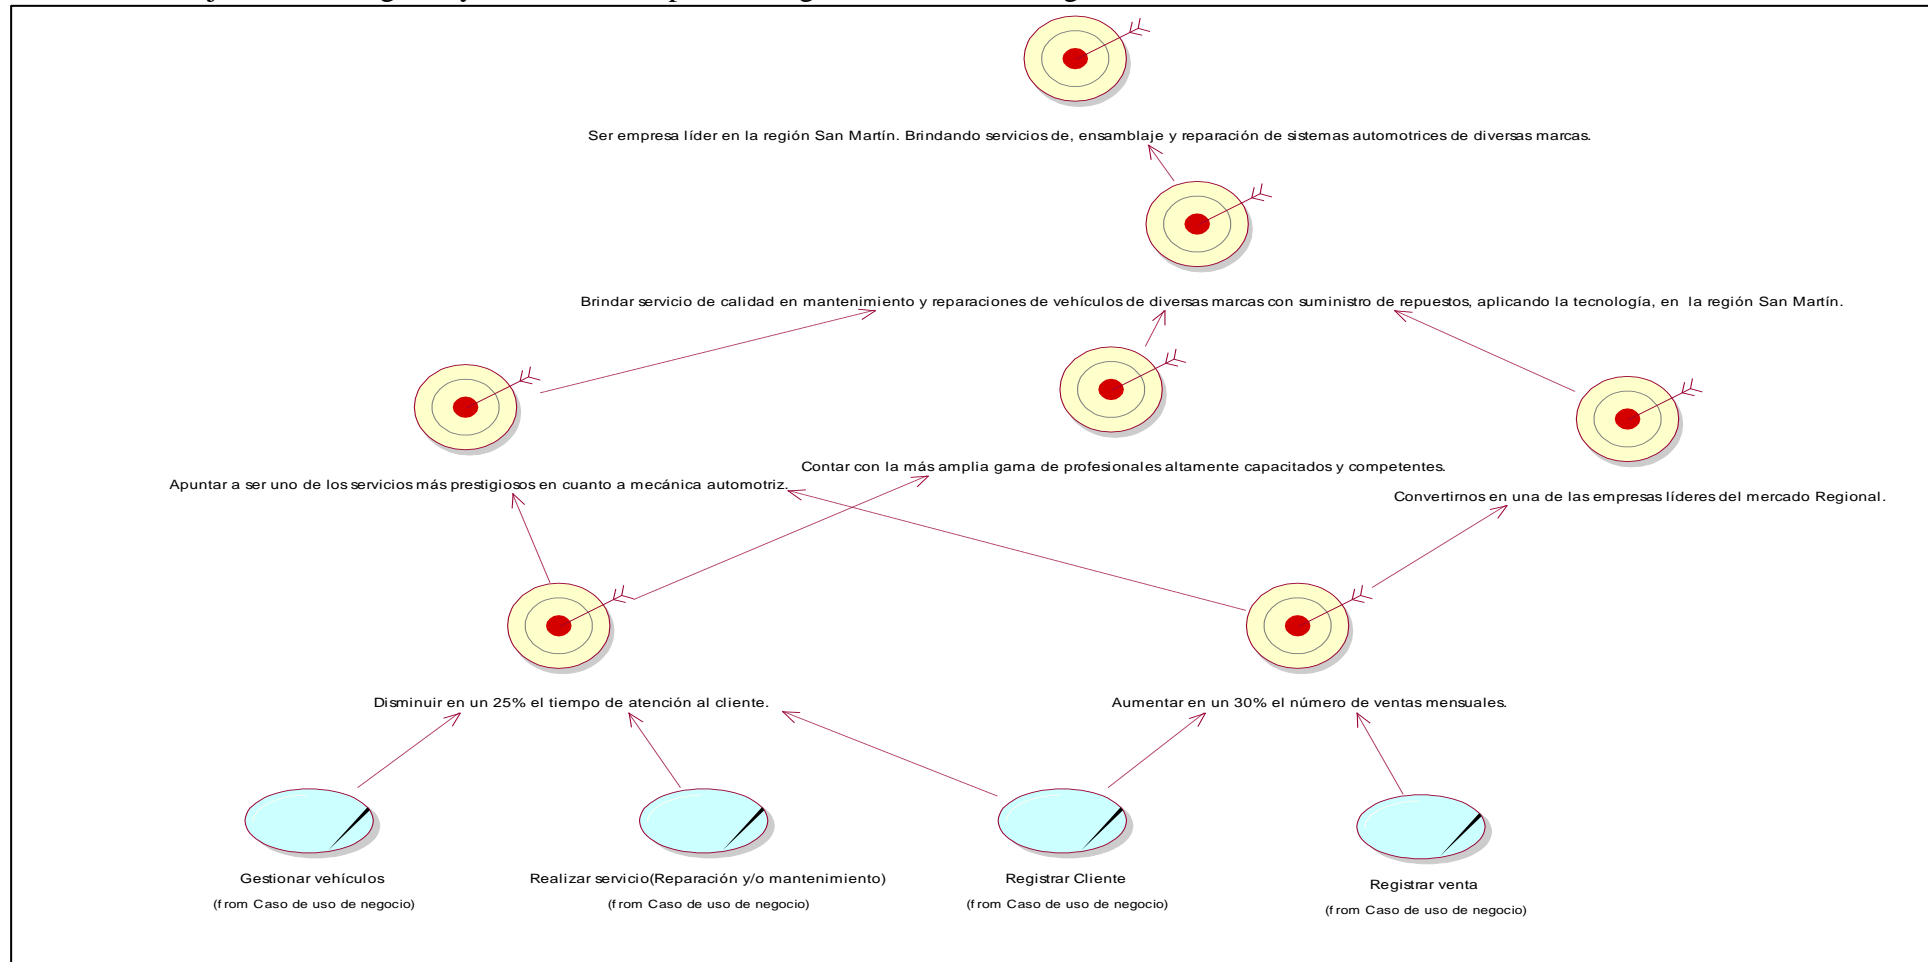 Ser empresa líder en la región San Martín. Brindando servicios de, ensamblaje y reparación de sistemas automotrices de diversas marcas.
Brindar servicio de calidad en mantenimiento y reparaciones de vehículos de diversas marcas con suministro de repuestos, aplicando la tecnología, en la región San Martín.
Contar con la más amplia gama de profesionales altamente capacitados y competentes.
Apuntar a ser uno de los servicios más prestigiosos en cuanto a mecánica automotriz.
Convertirnos en una de las empresas líderes del mercado Regional.
Disminuir en un 25% el tiempo de atención al cliente.
Aumentar en un 30% el número de ventas mensuales.
Gestionar vehículos
(from Caso de uso de negocio)
Realizar servicio(Reparación y/o mantenimiento)
(from Caso de uso de negocio)
Registrar Cliente
(from Caso de uso de negocio)
Registrar venta
(from Caso de uso de negocio)